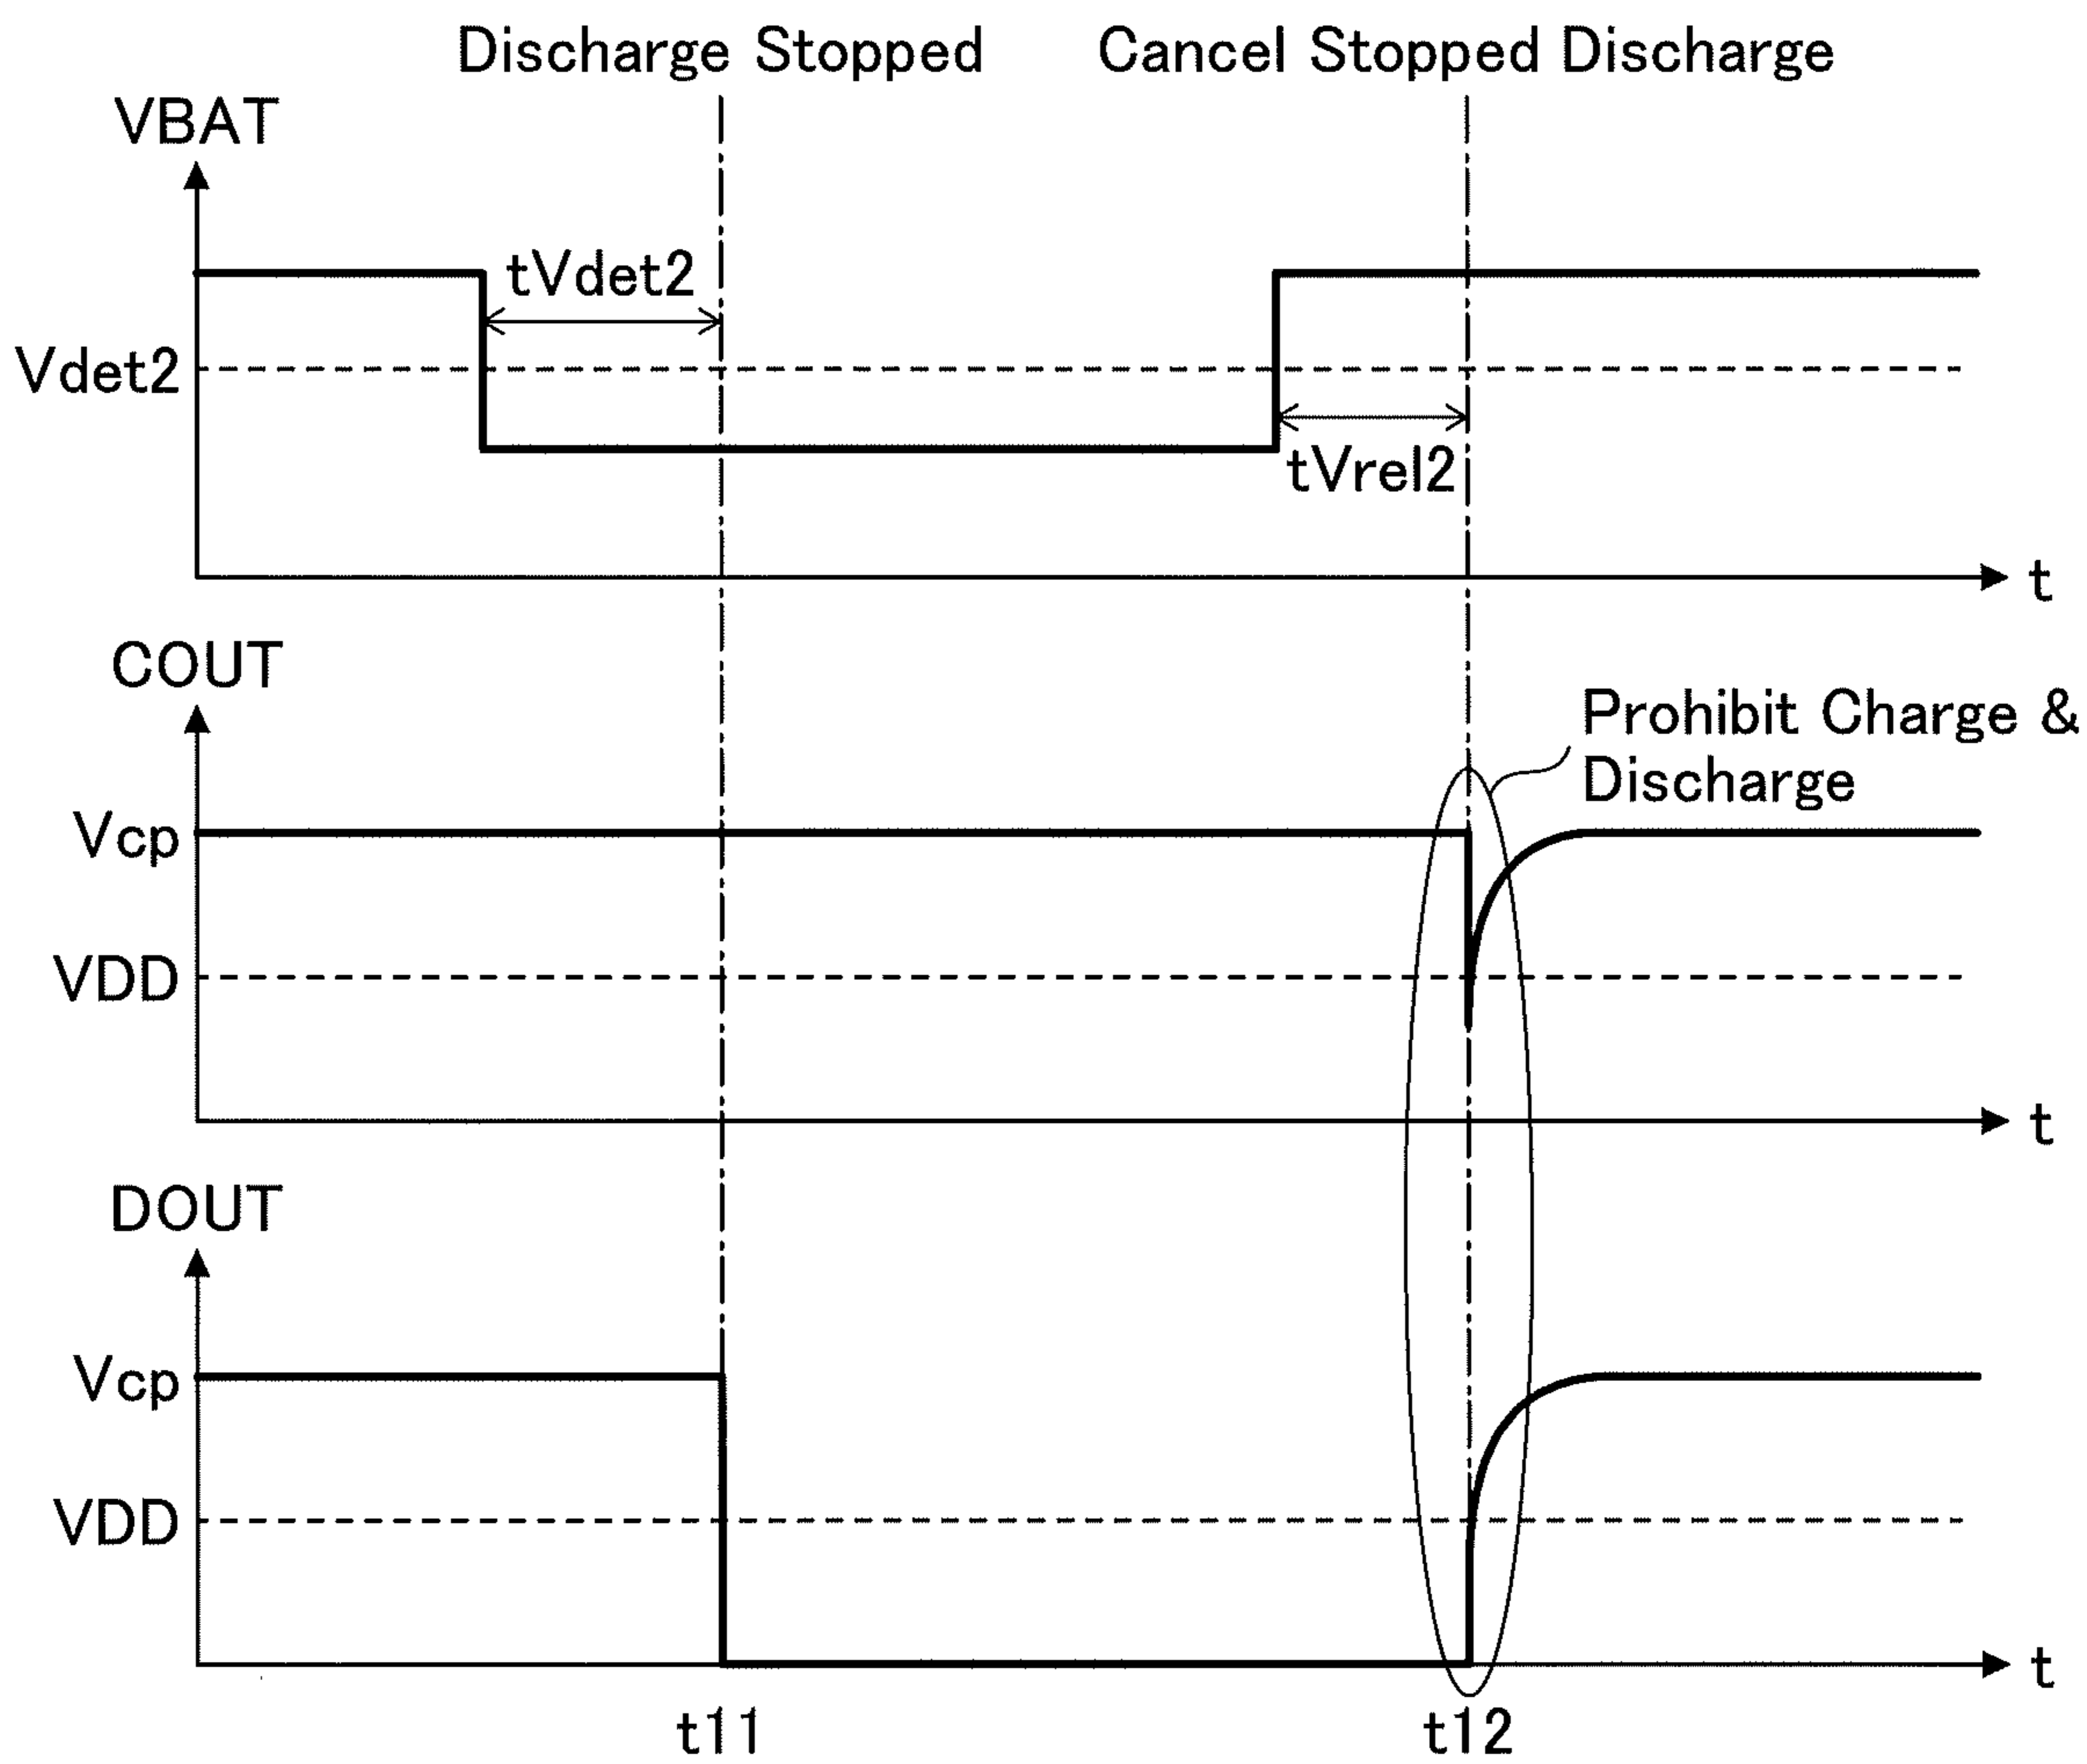 Discharge Stopped
Cancel Stopped Discharge
VBAT
tVdet2
Vdet2
tVrel2
t
COUT
Prohibit Charge &
Discharge
Vcp
VDD
t
DOUT
Vcp
VDD
t
t11
t12